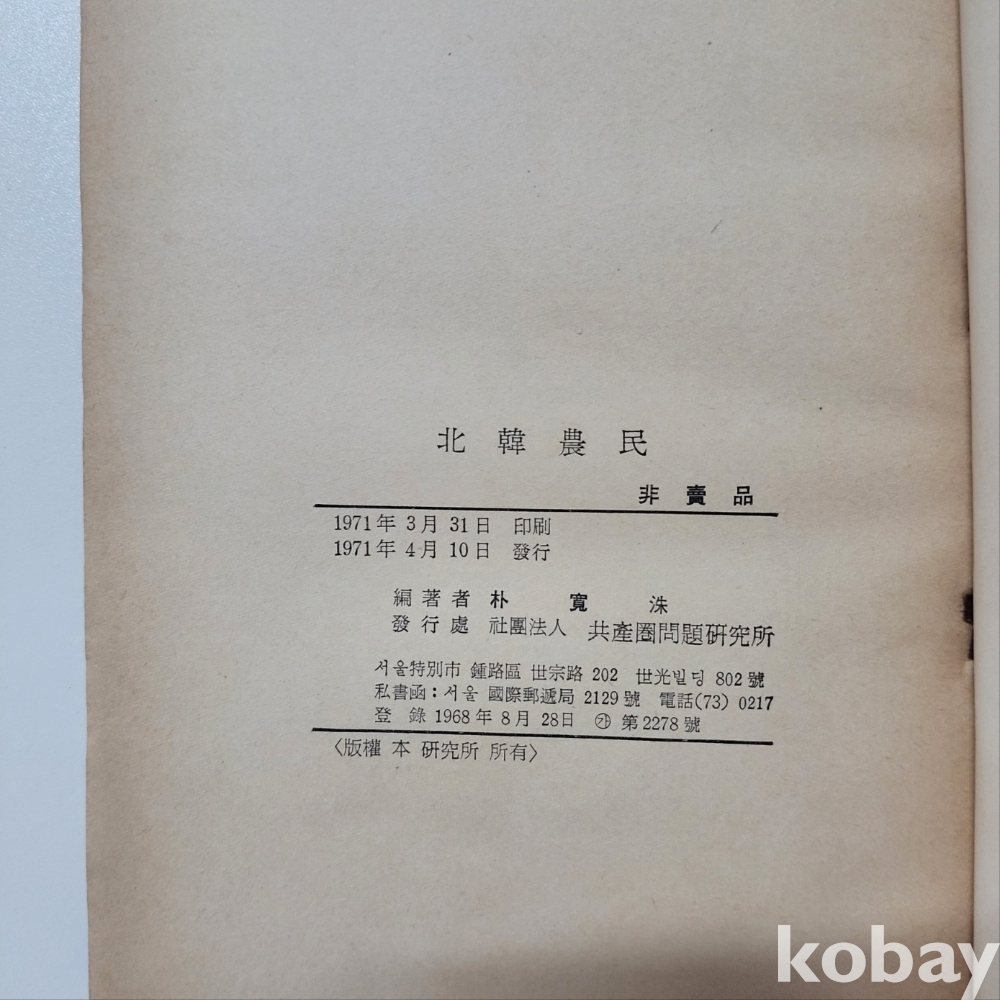 北韓農民
非賣品
1971年 3月 31日 印刷
1971年 4月 10日 發行
編著者 朴 寬 洙
發行處 社團法人 共產圈問題硏究所
서울特別市 鍾路區 世宗路 202 世光빌딩 802號
私書函: 서울 國際郵遞局 2129號 電話(73) 0217
登錄 1968年 8月 28日 ㉮ 第2278號
〈版權 本 硏究所 所有〉
kobay